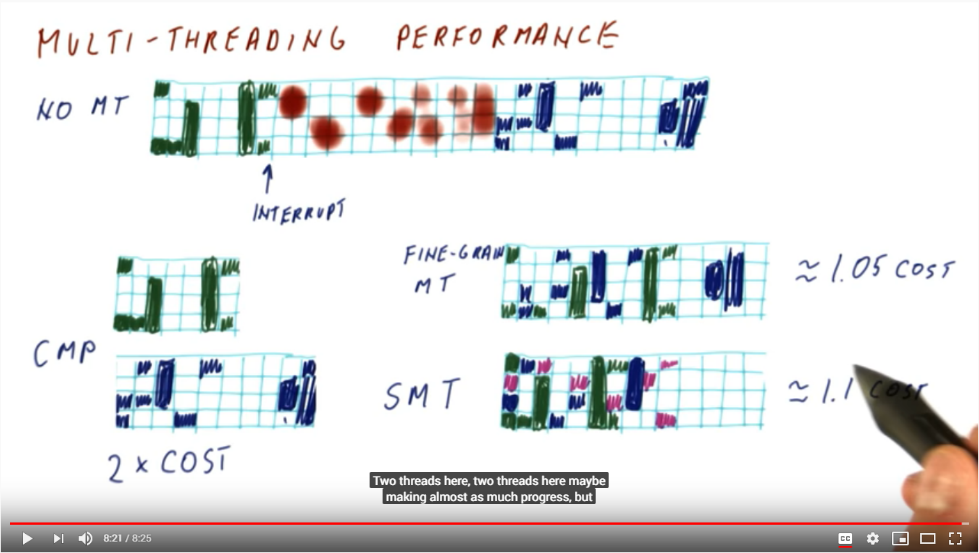 MULTI-THREADING PERFORMANCE
NO MT
INTERRUPT
FINE-GRAIN
MT
≈ 1.05 COST
CMP
SMT
≈ 1.1 COST
2 x COST
Two threads here, two threads here maybe
making almost as much progress, but
8:21 / 8:25
CC